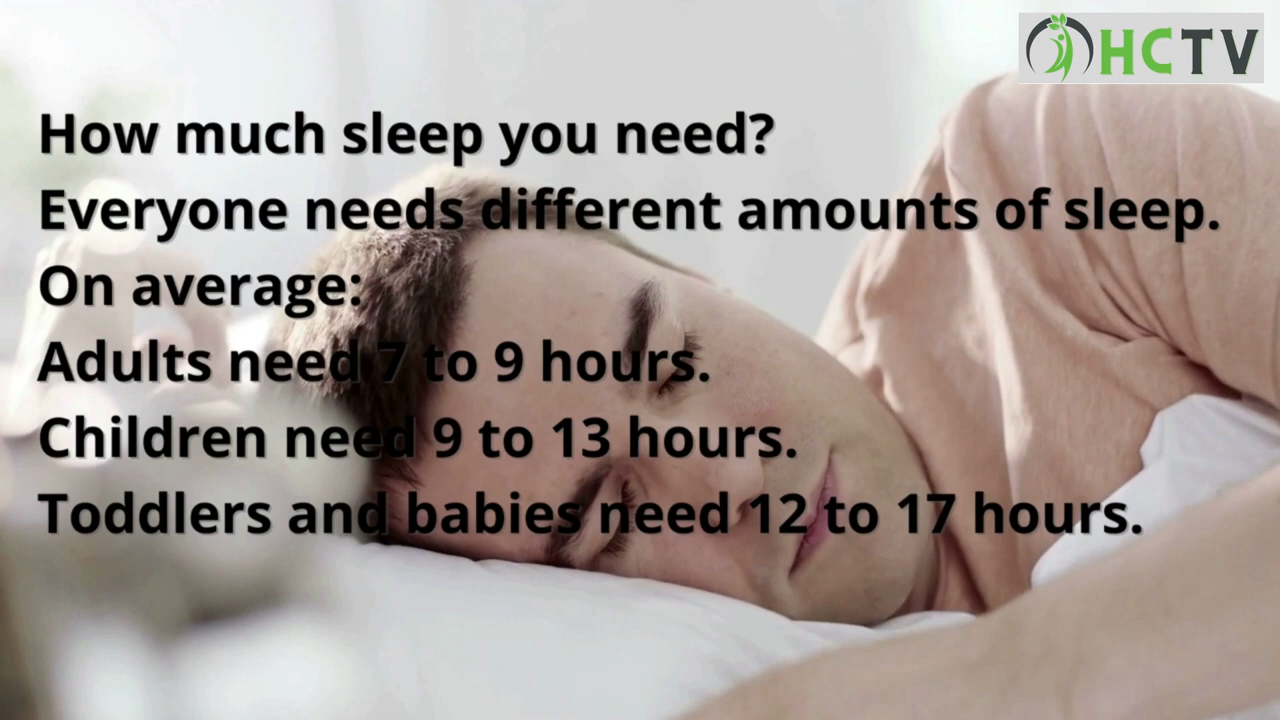 HCTV
How much sleep you need?
Everyone needs different amounts of sleep.
On average:
Adults need 7 to 9 hours.
Children need 9 to 13 hours.
Toddlers and babies need 12 to 17 hours.